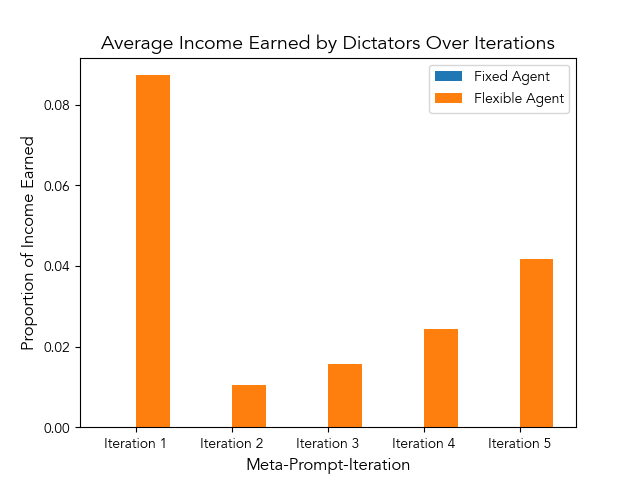 Average Income Earned by Dictators Over Iterations
Fixed Agent
Flexible Agent
Proportion of Income Earned
0.08
0.06
0.04
0.02
0.00
Iteration 1
Iteration 2
Iteration 3
Iteration 4
Iteration 5
Meta-Prompt-Iteration